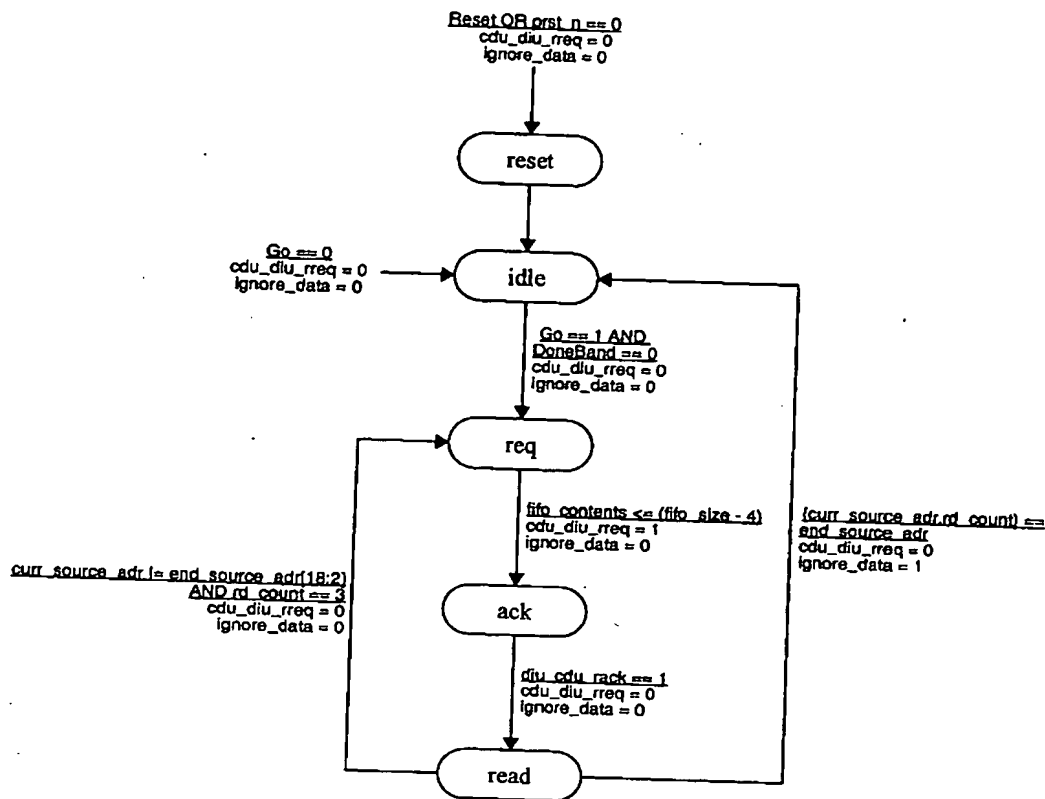 Reset OR prst_n == 0
cdu_diu_rreq = 0
ignore_data = 0
reset
Go == 0
cdu_diu_rreq = 0
ignore_data = 0
idle
Go == 1 AND
DoneBand == 0
cdu_diu_rreq = 0
ignore_data = 0
req
fifo_contents <= (fifo_size - 4)
cdu_diu_rreq = 1
ignore_data = 0
{curr_source_adr,rd_count} ==
end_source_adr
cdu_diu_rreq = 0
ignore_data = 1
curr_source_adr != end_source_adr[18:2]
AND rd_count == 3
cdu_diu_rreq = 0
ignore_data = 0
ack
diu_cdu_rack == 1
cdu_diu_rreq = 0
ignore_data = 0
read